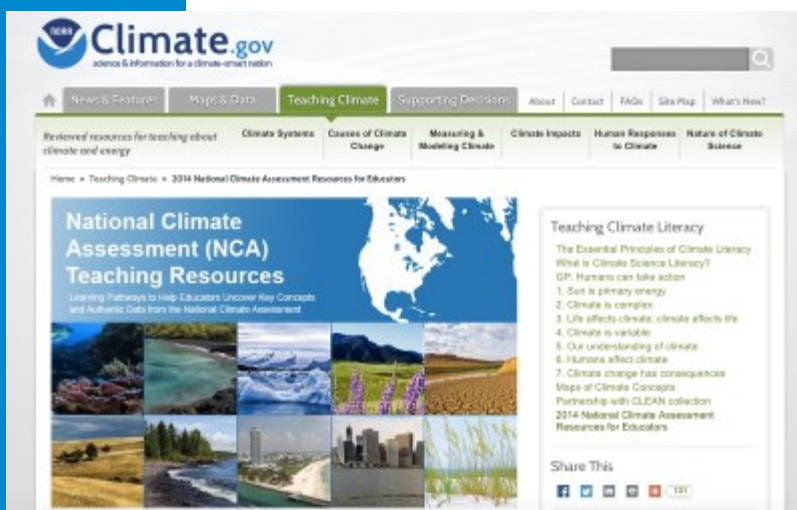 NOAA
Climate.gov
science & information for a climate-smart nation
News & Features Maps & Data Teaching Climate Supporting Decisions About Contact FAQs Site Map What's New?
Reviewed resources for teaching about
climate and energy
Climate Systems
Causes of Climate
Change
Measuring &
Modeling Climate
Climate Impacts
Human Responses
to Climate
Nature of Climate
Science
Home » Teaching Climate » 2014 National Climate Assessment Resources for Educators
National Climate
Assessment (NCA)
Teaching Resources
Learning Pathways to Help Educators Uncover Key Concepts
and Authentic Data from the National Climate Assessment
Teaching Climate Literacy
The Essential Principles of Climate Literacy
What is Climate Science Literacy?
GP. Humans can take action
1. Sun is primary energy
2. Climate is complex
3. Life affects climate, climate affects life
4. Climate is variable
5. Our understanding of climate
6. Humans affect climate
7. Climate change has consequences
Maps of Climate Concepts
Partnership with CLEAN collection
2014 National Climate Assessment
Resources for Educators
Share This
101